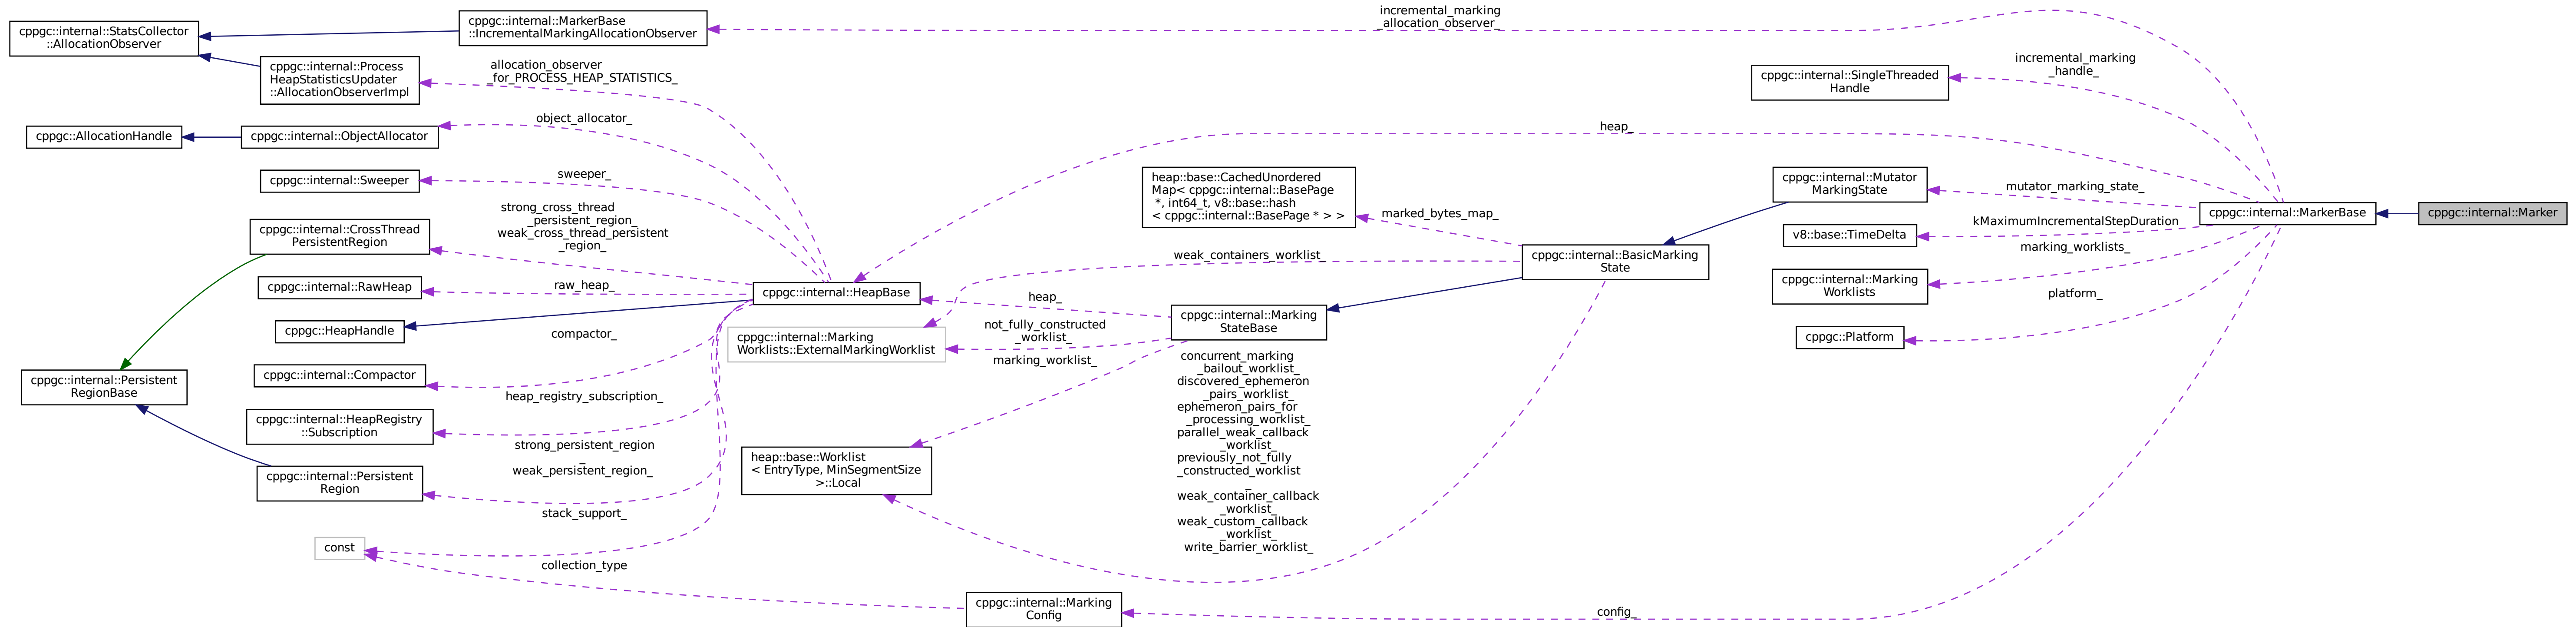 cppgc::internal::StatsCollector
::AllocationObserver
cppgc::internal::MarkerBase
::IncrementalMarkingAllocationObserver
incremental_marking
_allocation_observer_
cppgc::internal::Process
HeapStatisticsUpdater
::AllocationObserverImpl
allocation_observer
_for_PROCESS_HEAP_STATISTICS_
cppgc::internal::SingleThreaded
Handle
incremental_marking
_handle_
cppgc::AllocationHandle
cppgc::internal::ObjectAllocator
object_allocator_
heap_
cppgc::internal::Sweeper
sweeper_
heap::base::CachedUnordered
Map< cppgc::internal::BasePage
*, int64_t, v8::base::hash
< cppgc::internal::BasePage * > >
marked_bytes_map_
cppgc::internal::Mutator
MarkingState
mutator_marking_state_
cppgc::internal::MarkerBase
cppgc::internal::Marker
cppgc::internal::CrossThread
PersistentRegion
strong_cross_thread
_persistent_region_
weak_cross_thread_persistent
_region_
v8::base::TimeDelta
kMaximumIncrementalStepDuration
marking_worklists_
weak_containers_worklist_
cppgc::internal::BasicMarking
State
cppgc::internal::RawHeap
raw_heap_
cppgc::internal::HeapBase
heap_
cppgc::internal::Marking
Worklists
platform_
cppgc::HeapHandle
compactor_
cppgc::internal::Marking
Worklists::ExternalMarkingWorklist
not_fully_constructed
_worklist_
marking_worklist_
cppgc::internal::Marking
StateBase
cppgc::Platform
cppgc::internal::Persistent
RegionBase
cppgc::internal::Compactor
heap_registry_subscription_
concurrent_marking
_bailout_worklist_
discovered_ephemeron
_pairs_worklist_
ephemeron_pairs_for
_processing_worklist_
parallel_weak_callback
_worklist_
previously_not_fully
_constructed_worklist
_
weak_container_callback
_worklist_
weak_custom_callback
_worklist_
write_barrier_worklist_
cppgc::internal::HeapRegistry
::Subscription
strong_persistent_region
_
weak_persistent_region_
heap::base::Worklist
< EntryType, MinSegmentSize
>::Local
cppgc::internal::Persistent
Region
stack_support_
const
collection_type
cppgc::internal::Marking
Config
config_